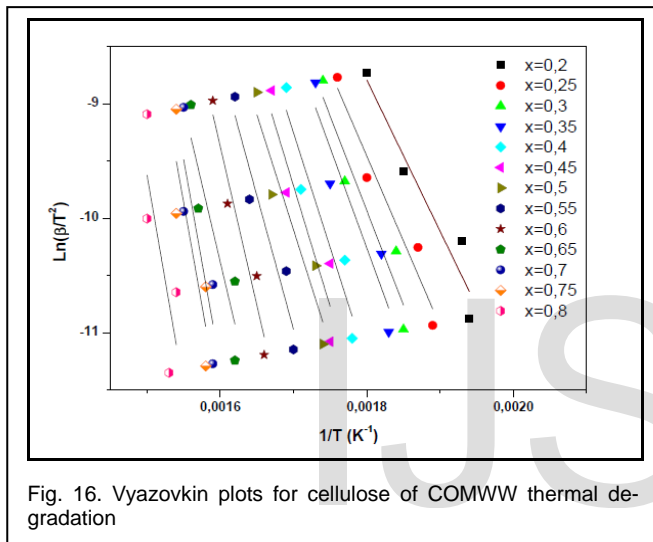 Ln(β/T²)
-9
-10
-11
0,0016
0,0018
0,0020
1/T (K⁻¹)
x=0,2
x=0,25
x=0,3
x=0,35
x=0,4
x=0,45
x=0,5
x=0,55
x=0,6
x=0,65
x=0,7
x=0,75
x=0,8
IJS
Fig. 16. Vyazovkin plots for cellulose of COMWW thermal de-
gradation